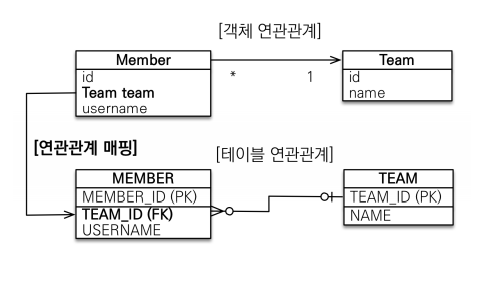 [객체 연관관계]
Member
id
Team team
username
* 1
Team
id
name
[연관관계 매핑]
[테이블 연관관계]
MEMBER
MEMBER_ID (PK)
TEAM_ID (FK)
USERNAME
TEAM
TEAM_ID (PK)
NAME